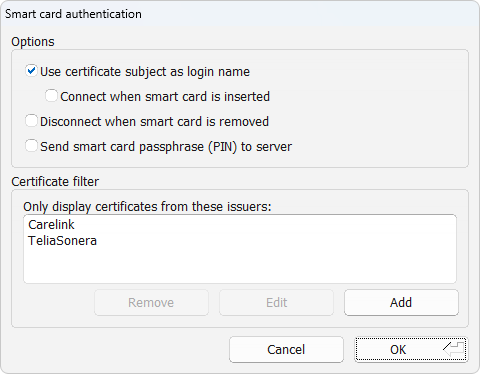 Smart card authentication
Options
Use certificate subject as login name
Connect when smart card is inserted
Disconnect when smart card is removed
Send smart card passphrase (PIN) to server
Certificate filter
Only display certificates from these issuers:
Carelink
TeliaSonera
Remove Edit Add
Cancel OK